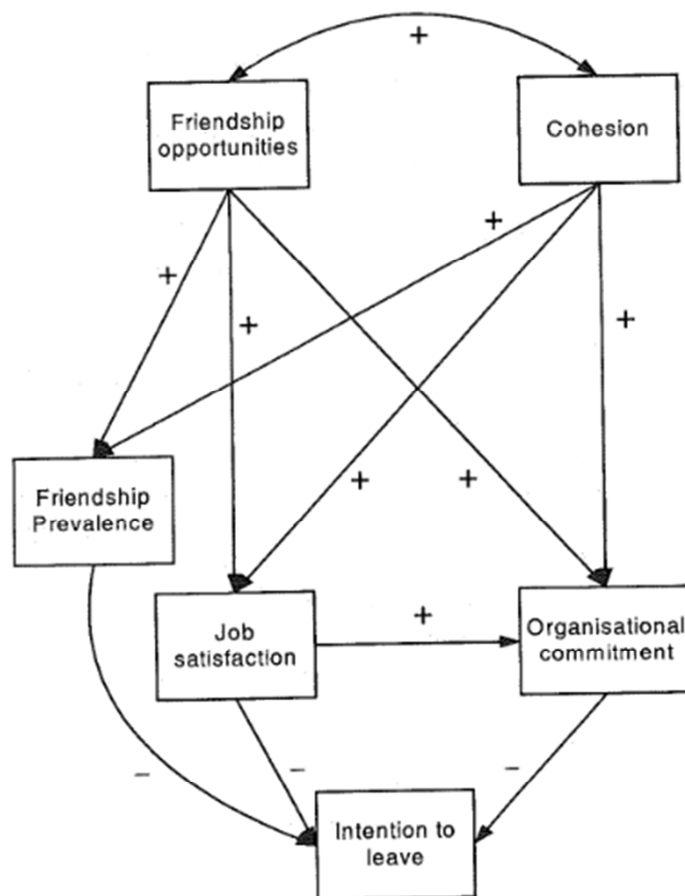 +
Friendship
opportunities
Cohesion
+
+
+
+
Friendship
Prevalence
+
+
Job
satisfaction
+
Organisational
commitment
–
–
–
Intention to
leave